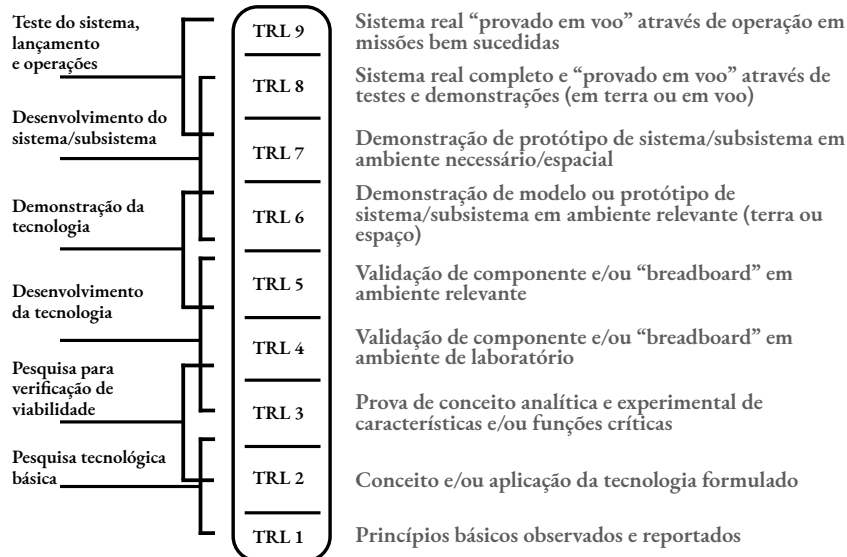 Teste do sistema,
lançamento
e operações
TRL 9
Sistema real “provado em voo” através de operação em
missões bem sucedidas
TRL 8
Sistema real completo e “provado em voo” através de
testes e demonstrações (em terra ou em voo)
Desenvolvimento do
sistema/subsistema
TRL 7
Demonstração de protótipo de sistema/subsistema em
ambiente necessário/espacial
Demonstração da
tecnologia
TRL 6
Demonstração de modelo ou protótipo de
sistema/subsistema em ambiente relevante (terra ou
espaço)
Desenvolvimento
da tecnologia
TRL 5
Validação de componente e/ou “breadboard” em
ambiente relevante
TRL 4
Validação de componente e/ou “breadboard” em
ambiente de laboratório
Pesquisa para
verificação de
viabilidade
TRL 3
Prova de conceito analítica e experimental de
características e/ou funções críticas
Pesquisa tecnológica
básica
TRL 2
Conceito e/ou aplicação da tecnologia formulado
TRL 1
Princípios básicos observados e reportados